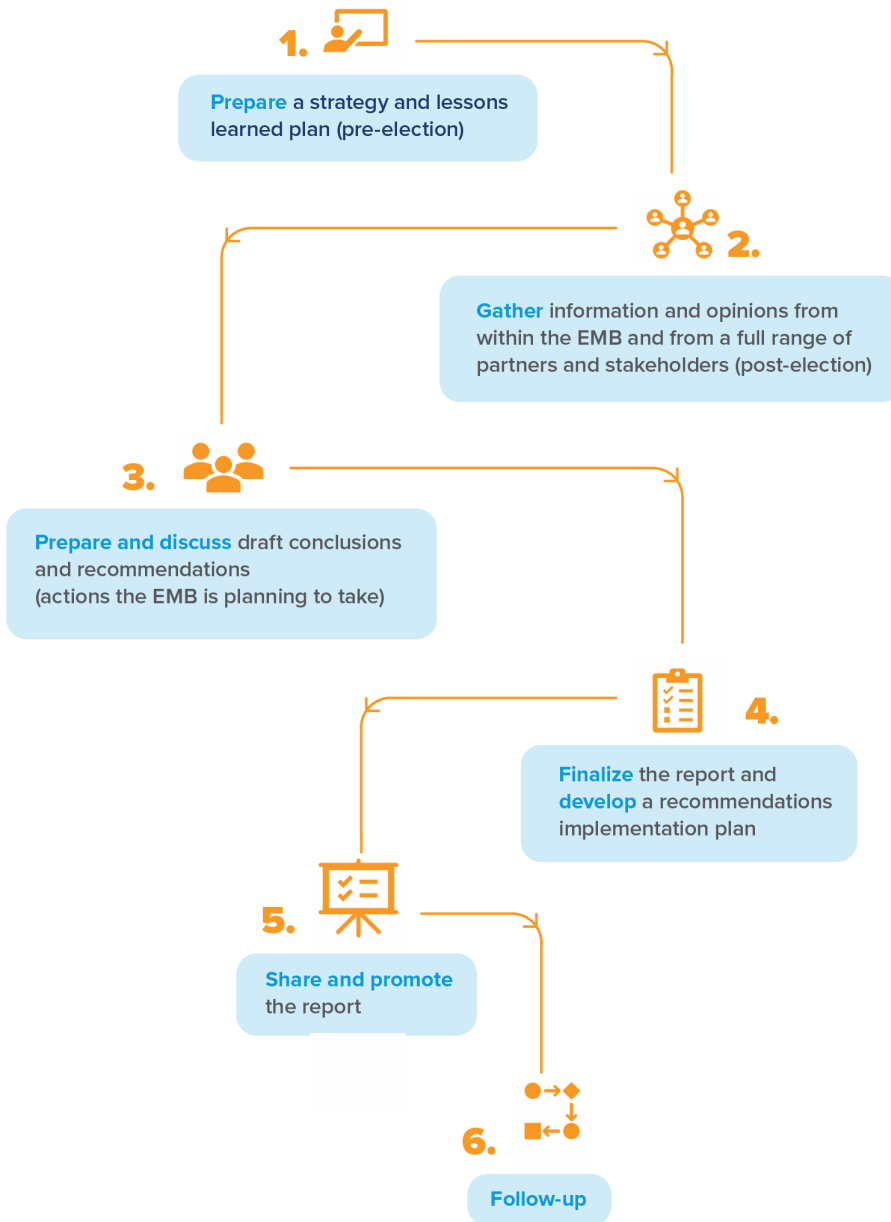 1.
Prepare a strategy and lessons
learned plan (pre-election)
2.
Gather information and opinions from
within the EMB and from a full range of
partners and stakeholders (post-election)
3.
Prepare and discuss draft conclusions
and recommendations
(actions the EMB is planning to take)
4.
Finalize the report and
develop a recommendations
implementation plan
5.
Share and promote
the report
6.
Follow-up